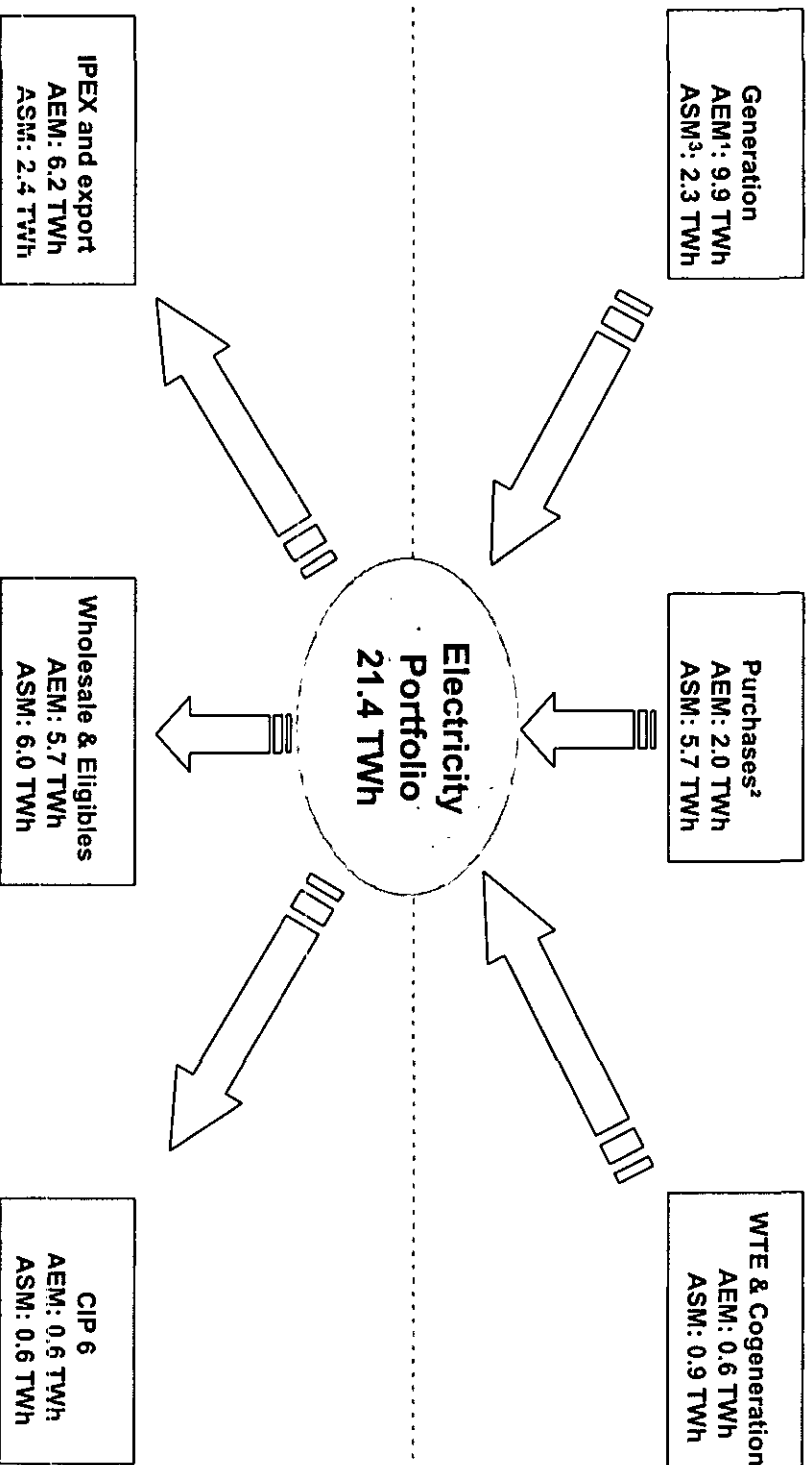 Generation
AEM¹: 9.9 TWh
ASM³: 2.3 TWh
Purchases²
AEM: 2.0 TWh
ASM: 5.7 TWh
WTE & Cogeneration
AEM: 0.6 TWh
ASM: 0.9 TWh
Electricity
Portfolio
21.4 TWh
IPEX and export
AEM: 6.2 TWh
ASM: 2.4 TWh
Wholesale & Eligibles
AEM: 5.7 TWh
ASM: 6.0 TWh
CIP 6
AEM: 0.6 TWh
ASM: 0.6 TWh